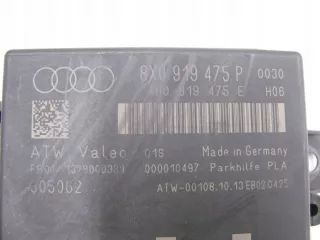 8X0 919 475 P 0030
4H0 919 475 E H06
ATW Valeo 01S Made in Germany
000010497 Parkhilfe PLA
005062 ATW-00108.10.13